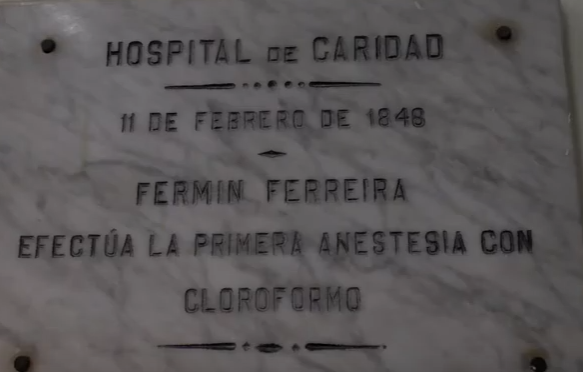 HOSPITAL DE CARIDAD
11 DE FEBRERO DE 1848
FERMIN FERREIRA
EFECTÚA LA PRIMERA ANESTESIA CON
CLOROFORMO